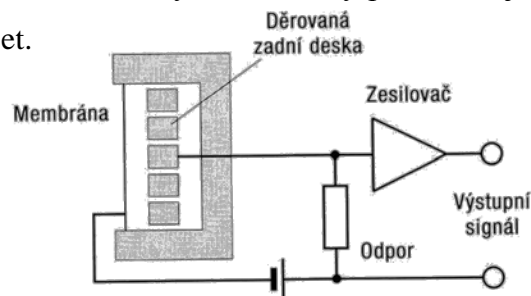 et.
Děrovaná
zadní deska
Membrána
Zesilovač
Výstupní
signál
Odpor